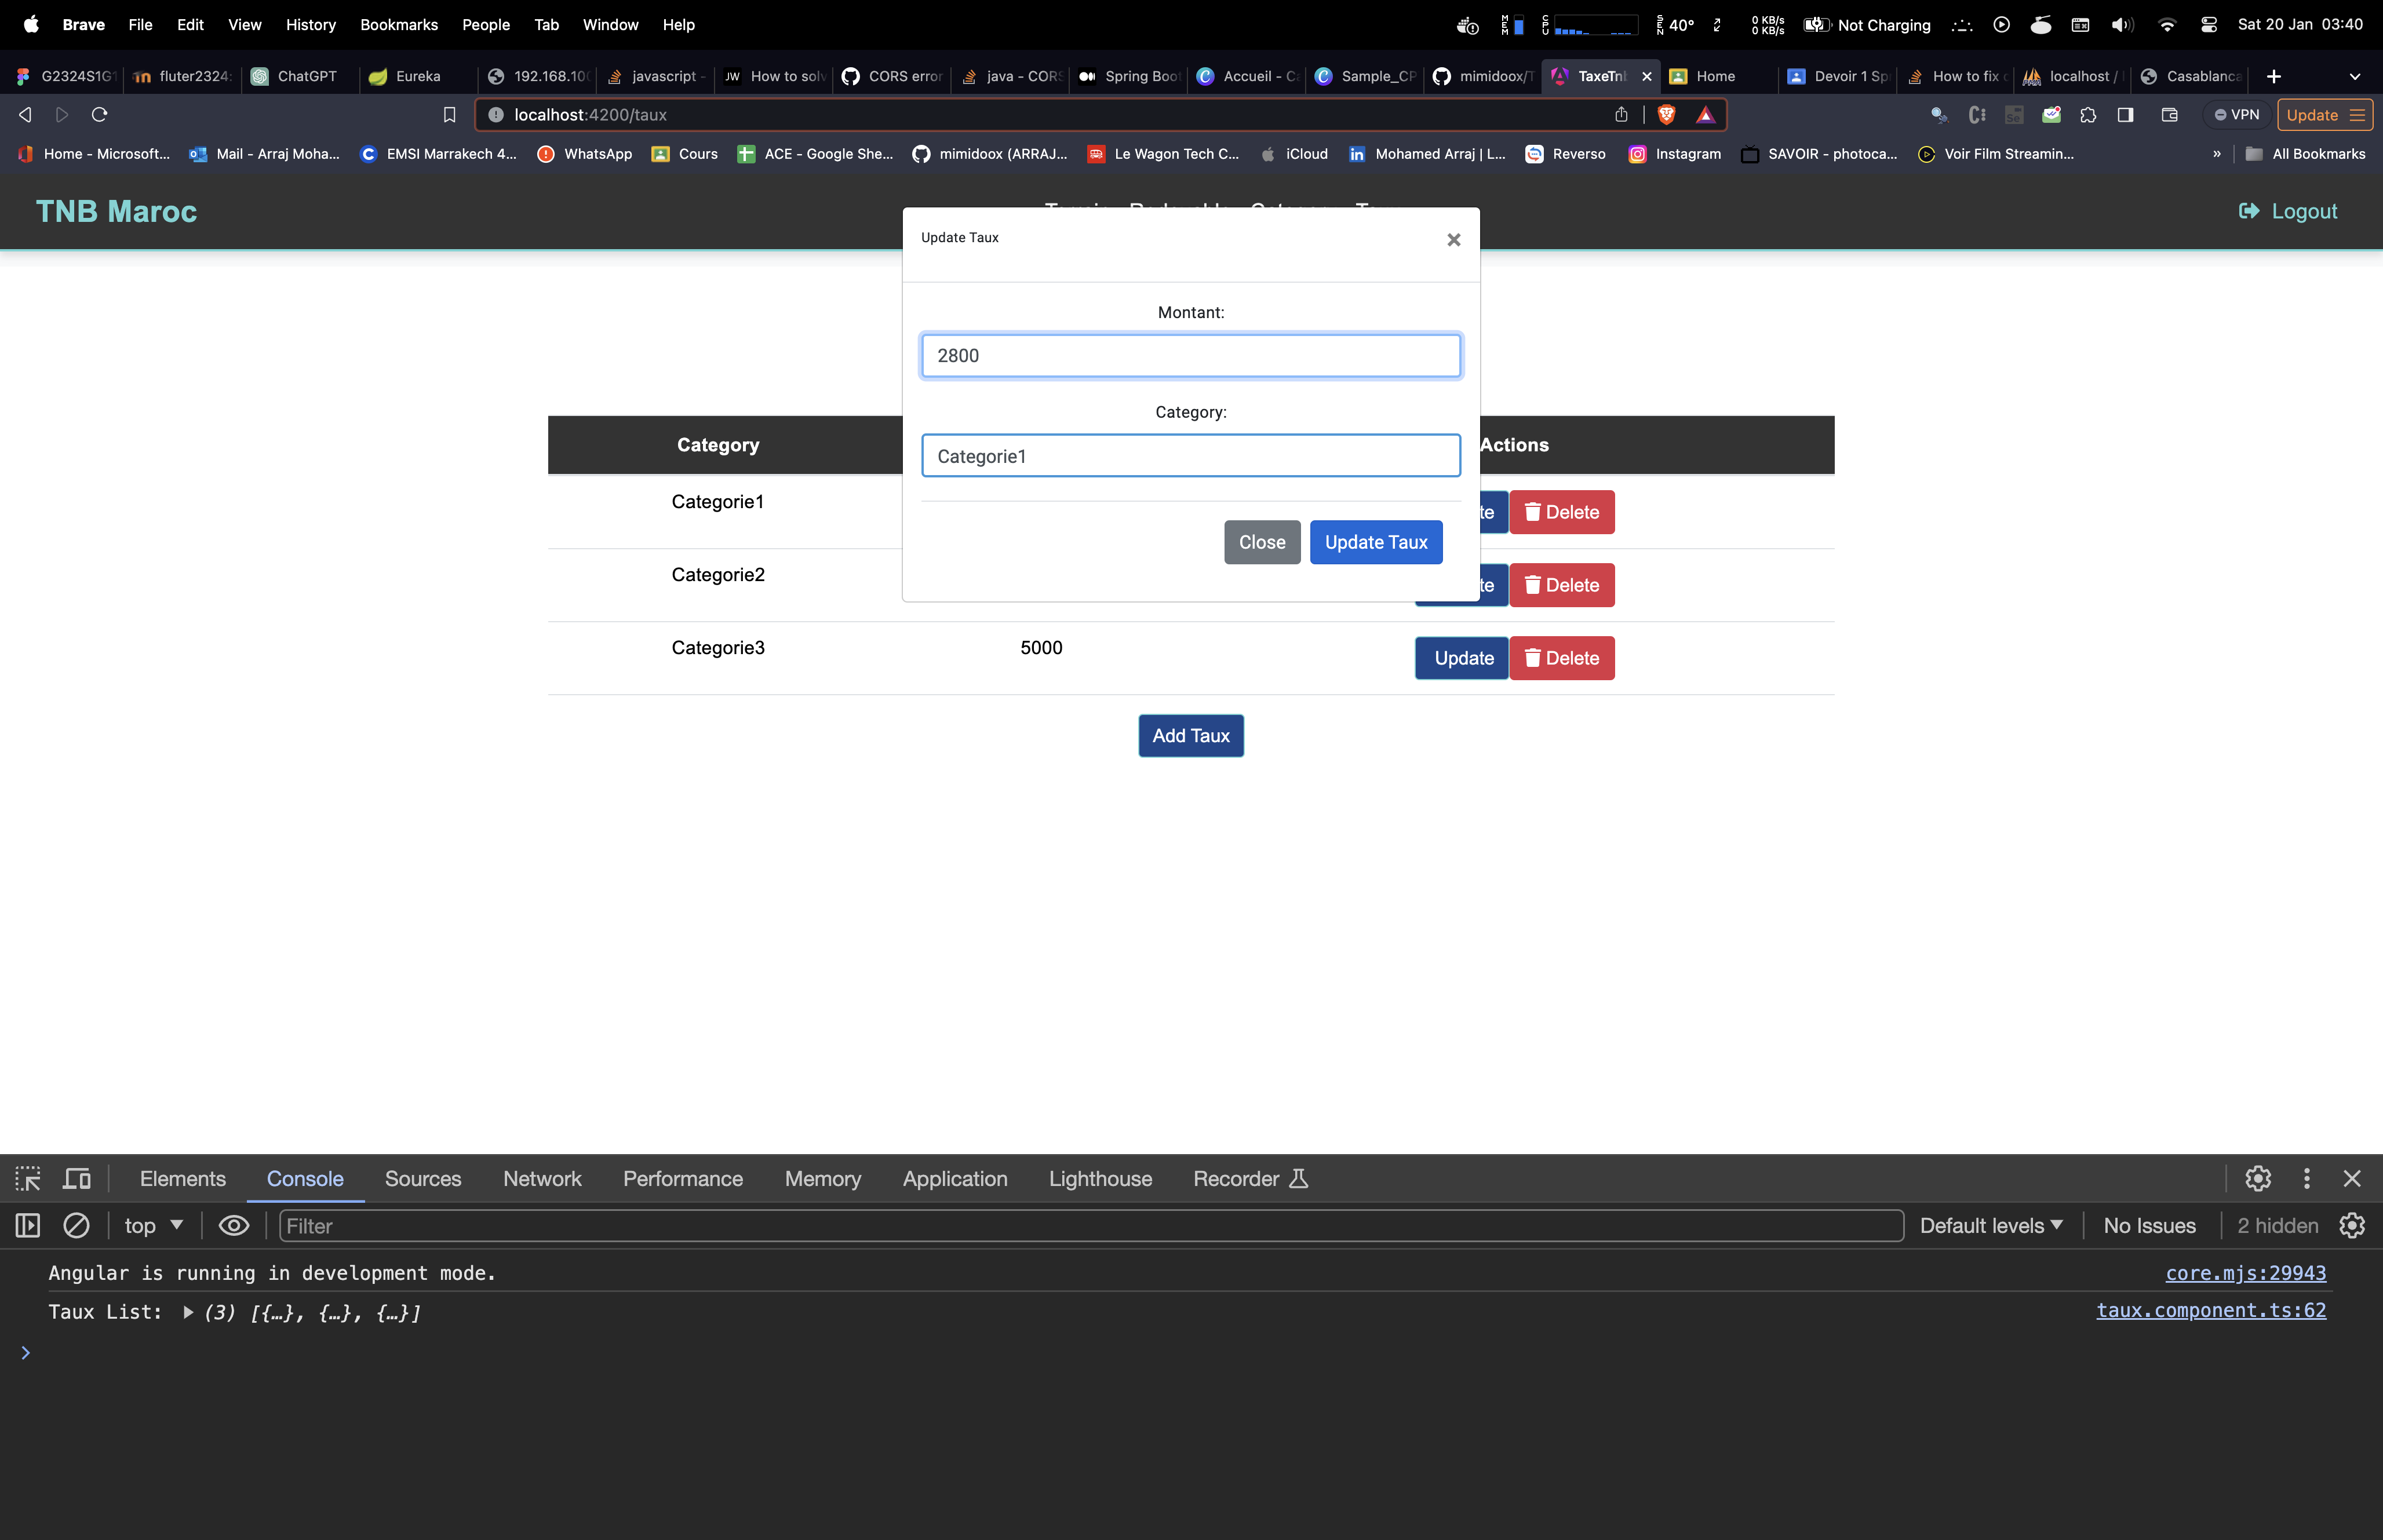 Brave File Edit View History Bookmarks People Tab Window Help MEM CPU SEN 40° 0 KB/s 0 KB/s Not Charging Sat 20 Jan 03:40
G2324S1G1 fluter2324: ChatGPT Eureka 192.168.10 javascript - JW How to solv CORS error java - CORS Spring Boot Accueil - Ca Sample_CP mimidoox/T TaxeTnb Home Devoir 1 Sp How to fix localhost / Casablanca
localhost:4200/taux VPN Update
Home - Microsoft... Mail - Arraj Moha... EMSI Marrakech 4... WhatsApp Cours ACE - Google She... mimidoox (ARRAJ... Le Wagon Tech C... iCloud Mohamed Arraj | L... Reverso Instagram SAVOIR - photoca... Voir Film Streamin... » All Bookmarks
TNB Maroc
Logout
Update Taux ×
Montant:
2800
Category:
Categorie1
Close Update Taux
Category Actions
Categorie1 te Delete
Categorie2 te Delete
Categorie3 5000 Update Delete
Add Taux
Elements Console Sources Network Performance Memory Application Lighthouse Recorder
top Filter Default levels No Issues 2 hidden
Angular is running in development mode. core.mjs:29943
Taux List: (3) [{…}, {…}, {…}] taux.component.ts:62